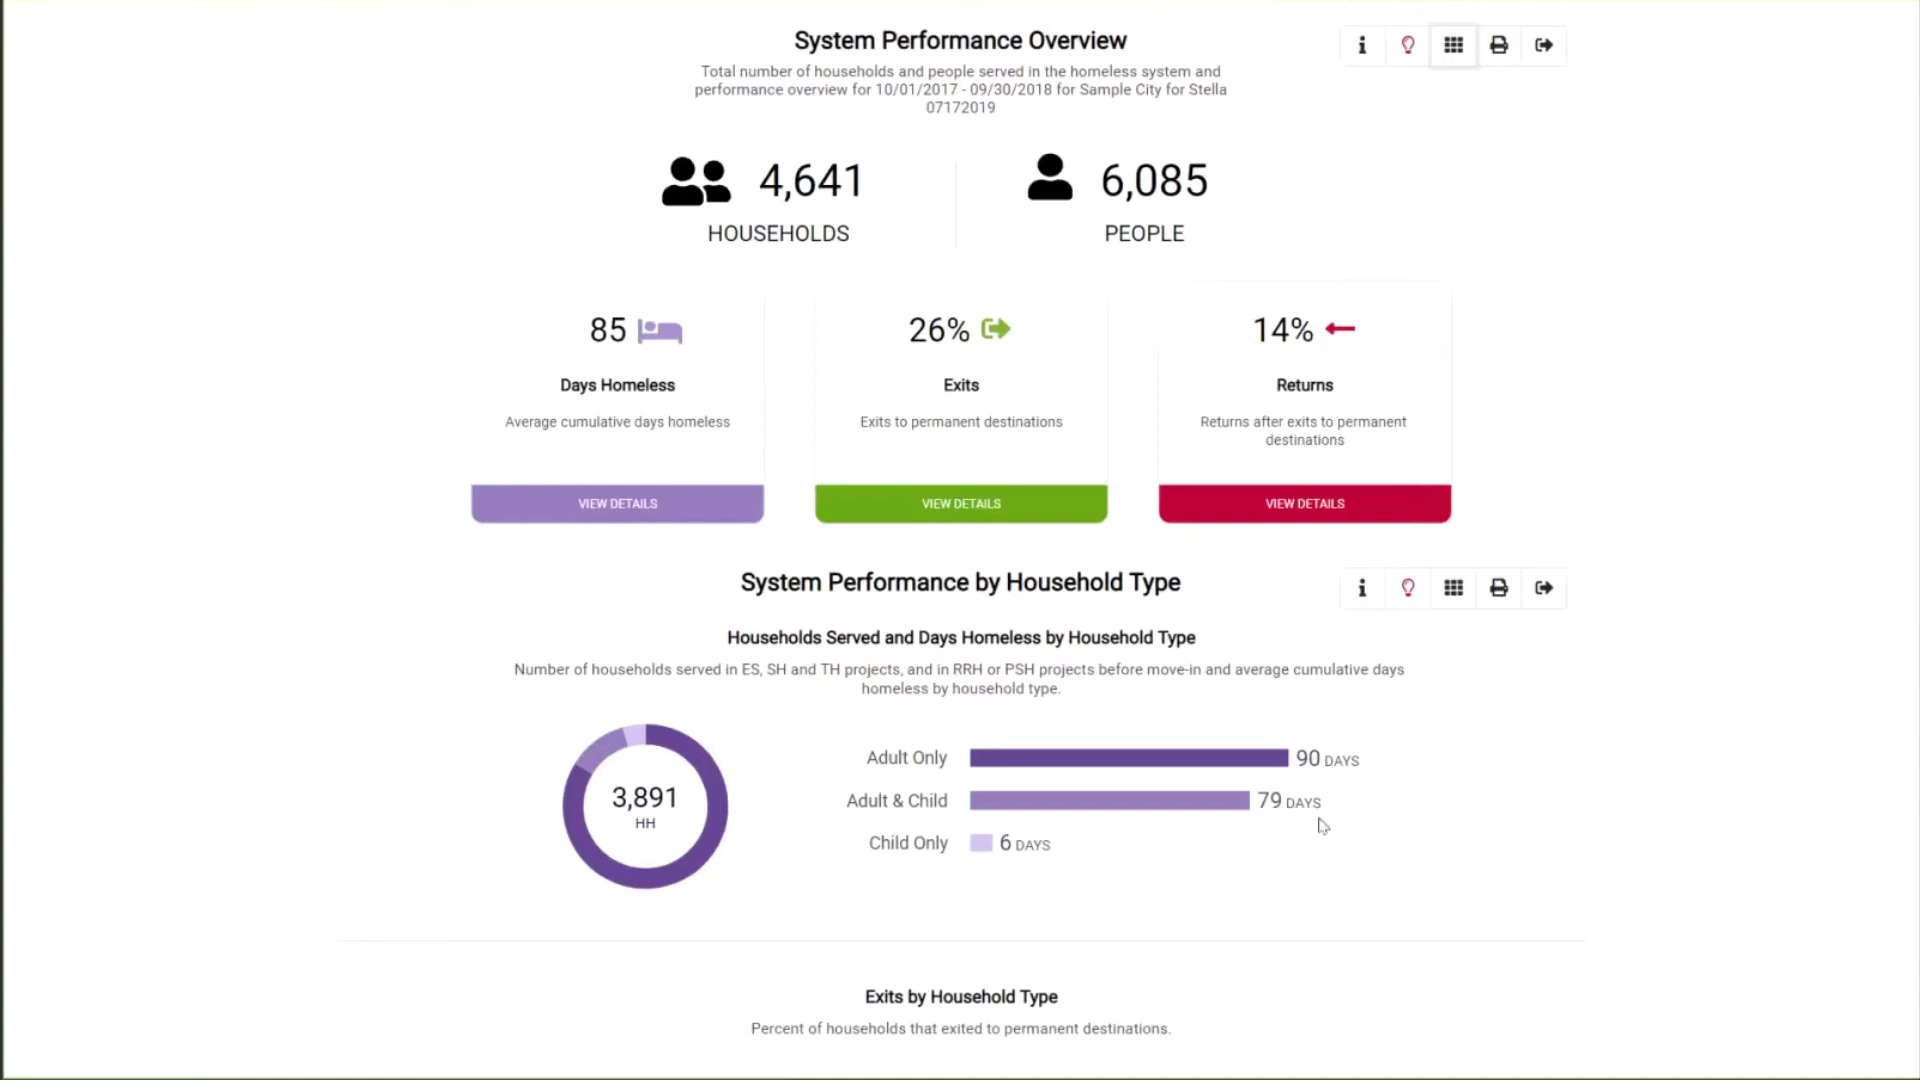 System Performance Overview
Total number of households and people served in the homeless system and
performance overview for 10/01/2017 - 09/30/2018 for Sample City for Stella
07172019
4,641
HOUSEHOLDS
6,085
PEOPLE
85
Days Homeless
Average cumulative days homeless
VIEW DETAILS
26%
Exits
Exits to permanent destinations
VIEW DETAILS
14%
Returns
Returns after exits to permanent
destinations
VIEW DETAILS
System Performance by Household Type
Households Served and Days Homeless by Household Type
Number of households served in ES, SH and TH projects, and in RRH or PSH projects before move-in and average cumulative days
homeless by household type.
3,891
HH
Adult Only 90 DAYS
Adult & Child 79 DAYS
Child Only 6 DAYS
Exits by Household Type
Percent of households that exited to permanent destinations.